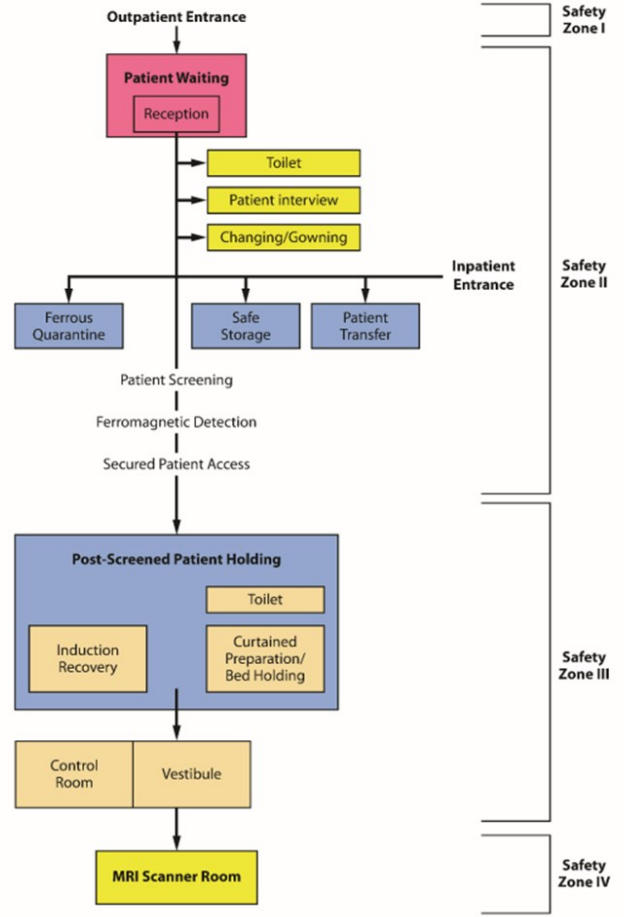 Outpatient Entrance
Safety
Zone I
Patient Waiting
Reception
Toilet
Patient interview
Changing/Gowning
Inpatient
Entrance
Safety
Zone II
Ferrous
Quarantine
Safe
Storage
Patient
Transfer
Patient Screening
Ferromagnetic Detection
Secured Patient Access
Post-Screened Patient Holding
Toilet
Induction
Recovery
Curtained
Preparation/
Bed Holding
Safety
Zone III
Control
Room
Vestibule
MRI Scanner Room
Safety
Zone IV